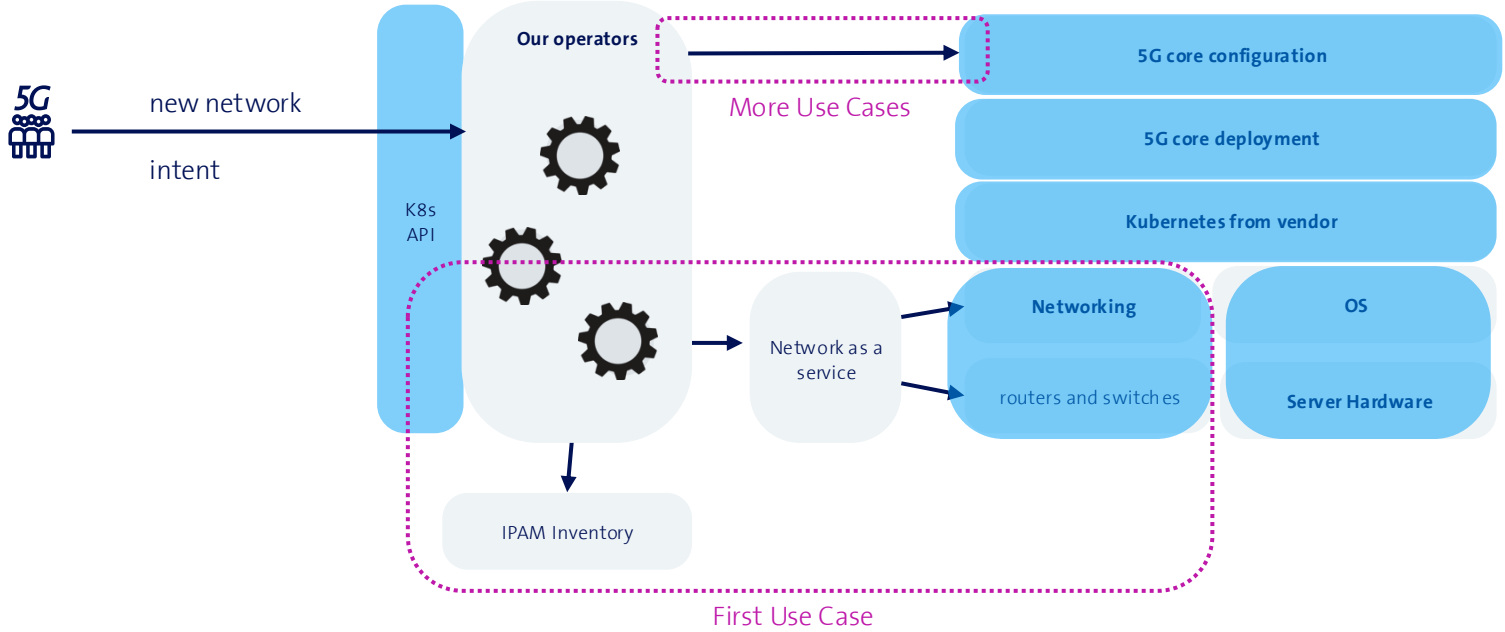 Our operators
5G core configuration
5G
new network
More Use Cases
5G core deployment
intent
K8s
API
Kubernetes from vendor
Networking
OS
Network as a
service
routers and switches
Server Hardware
IPAM Inventory
First Use Case